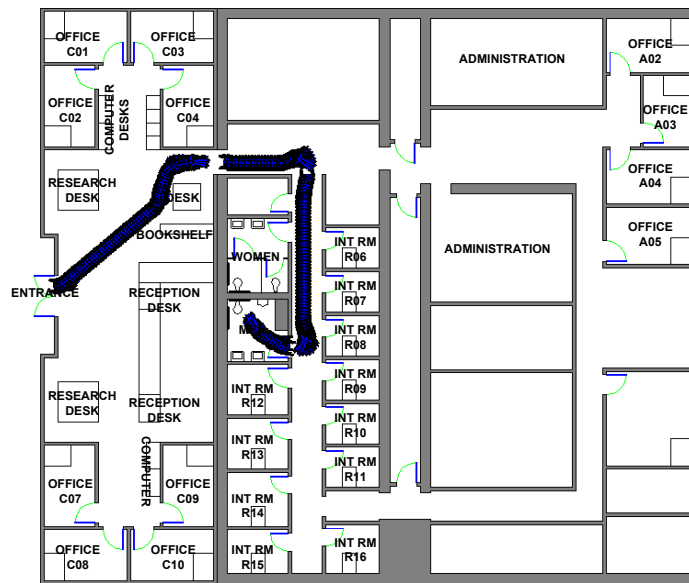 OFFICE
C01
OFFICE
C03
ADMINISTRATION
OFFICE
A02
OFFICE
C02
COMPUTER
DESKS
OFFICE
C04
OFFICE
A03
RESEARCH
DESK
DESK
OFFICE
A04
BOOKSHELF
OFFICE
A05
WOMEN
INT RM
R06
ADMINISTRATION
ENTRANCE
RECEPTION
DESK
INT RM
R07
INT RM
R08
RESEARCH
DESK
RECEPTION
DESK
INT RM
R12
INT RM
R09
INT RM
R10
COMPUTER
INT RM
R13
INT RM
R11
OFFICE
C07
OFFICE
C09
INT RM
R14
OFFICE
C08
OFFICE
C10
INT RM
R15
INT RM
R16